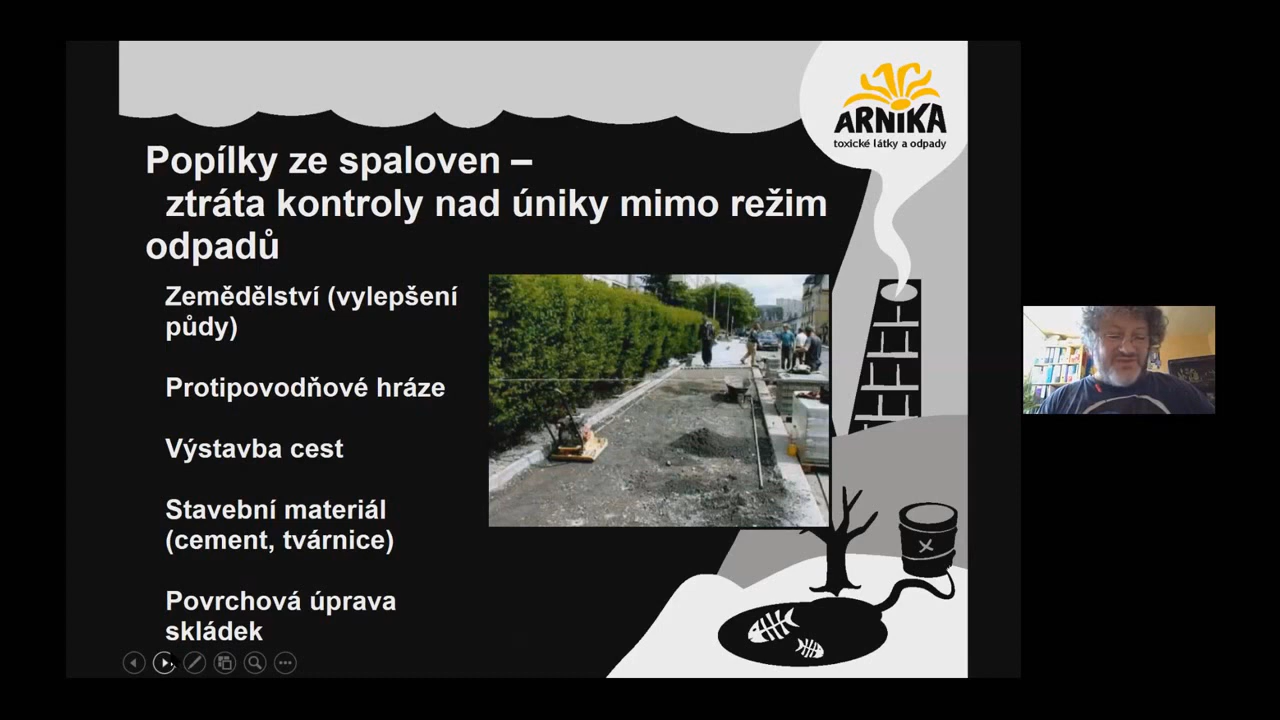 ARNIKA
toxické látky a odpady
Popílky ze spaloven –
ztráta kontroly nad úniky mimo režim
odpadů
Zemědělství (vylepšení
půdy)
Protipovodňové hráze
Výstavba cest
Stavební materiál
(cement, tvárnice)
Povrchová úprava
skládek